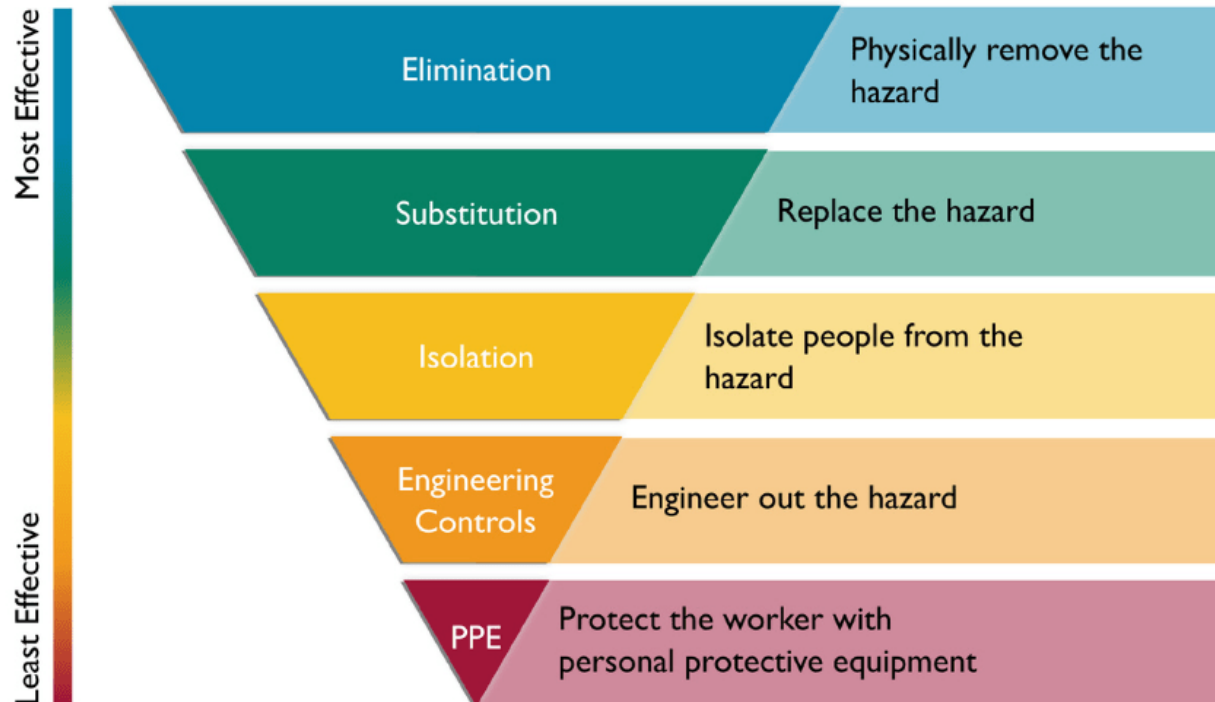 Most Effective
Elimination
Physically remove the
hazard
Substitution
Replace the hazard
Isolation
Isolate people from the
hazard
Engineering
Controls
Engineer out the hazard
Least Effective
PPE
Protect the worker with
personal protective equipment